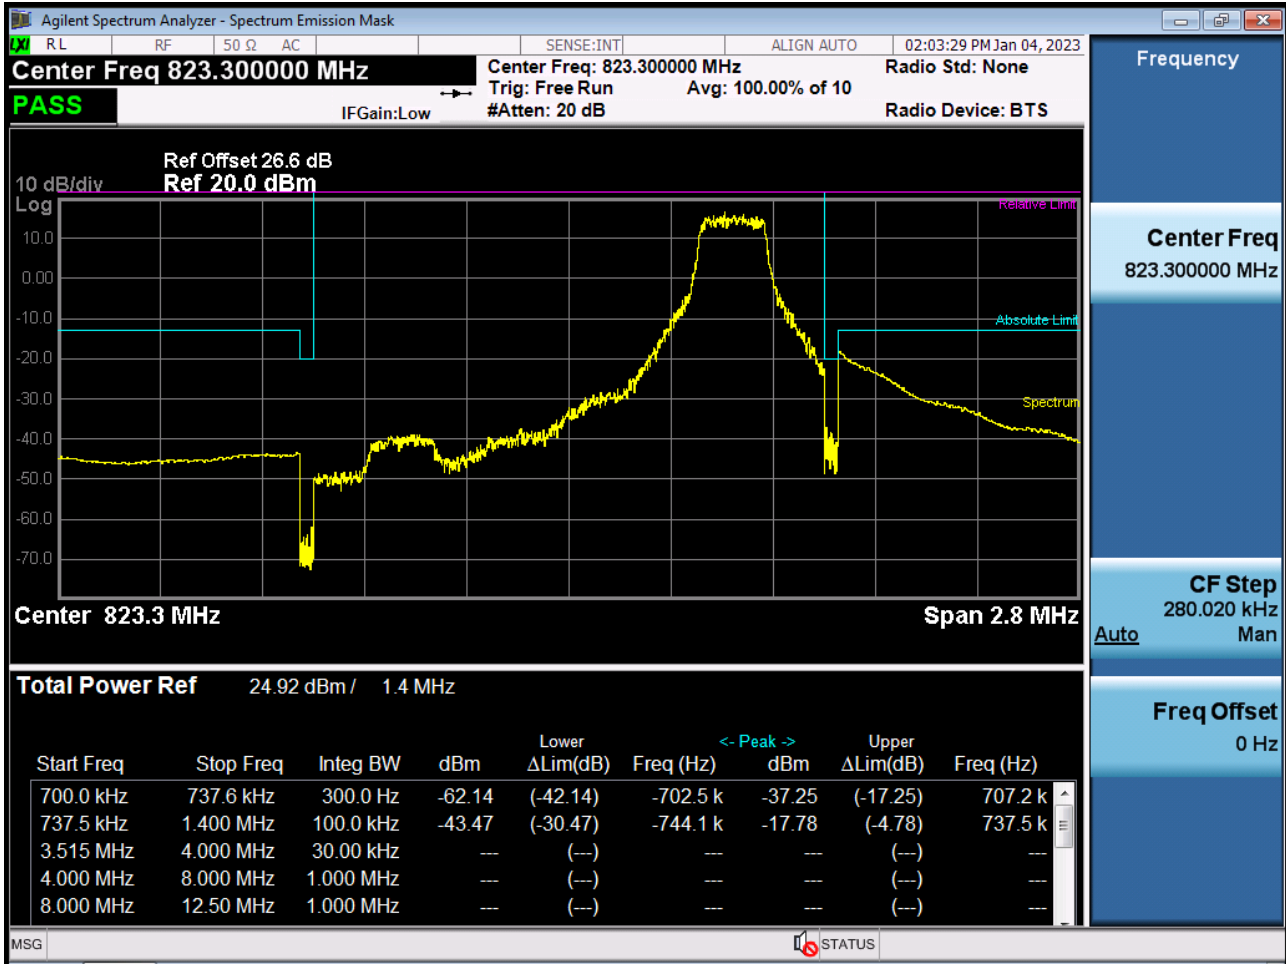 Agilent Spectrum Analyzer - Spectrum Emission Mask
LXI RL RF 50 Ω AC SENSE:INT ALIGN AUTO 02:03:29 PM Jan 04, 2023
Center Freq 823.300000 MHz
Center Freq: 823.300000 MHz Radio Std: None
Trig: Free Run Avg: 100.00% of 10
PASS IFGain:Low #Atten: 20 dB Radio Device: BTS
Ref Offset 26.6 dB
10 dB/div Ref 20.0 dBm
Log
Relative Limit
10.0
0.00
-10.0
Absolute Limit
-20.0
-30.0
Spectrum
-40.0
-50.0
-60.0
-70.0
Center 823.3 MHz Span 2.8 MHz
Total Power Ref 24.92 dBm / 1.4 MHz
Lower <- Peak -> Upper
Start Freq Stop Freq Integ BW dBm ΔLim(dB) Freq (Hz) dBm ΔLim(dB) Freq (Hz)
700.0 kHz 737.6 kHz 300.0 Hz -62.14 (-42.14) -702.5 k -37.25 (-17.25) 707.2 k
737.5 kHz 1.400 MHz 100.0 kHz -43.47 (-30.47) -744.1 k -17.78 (-4.78) 737.5 k
3.515 MHz 4.000 MHz 30.00 kHz --- (---) --- --- (---) ---
4.000 MHz 8.000 MHz 1.000 MHz --- (---) --- --- (---) ---
8.000 MHz 12.50 MHz 1.000 MHz --- (---) --- --- (---) ---
MSG STATUS
Frequency
Center Freq
823.300000 MHz
CF Step
280.020 kHz
Auto Man
Freq Offset
0 Hz